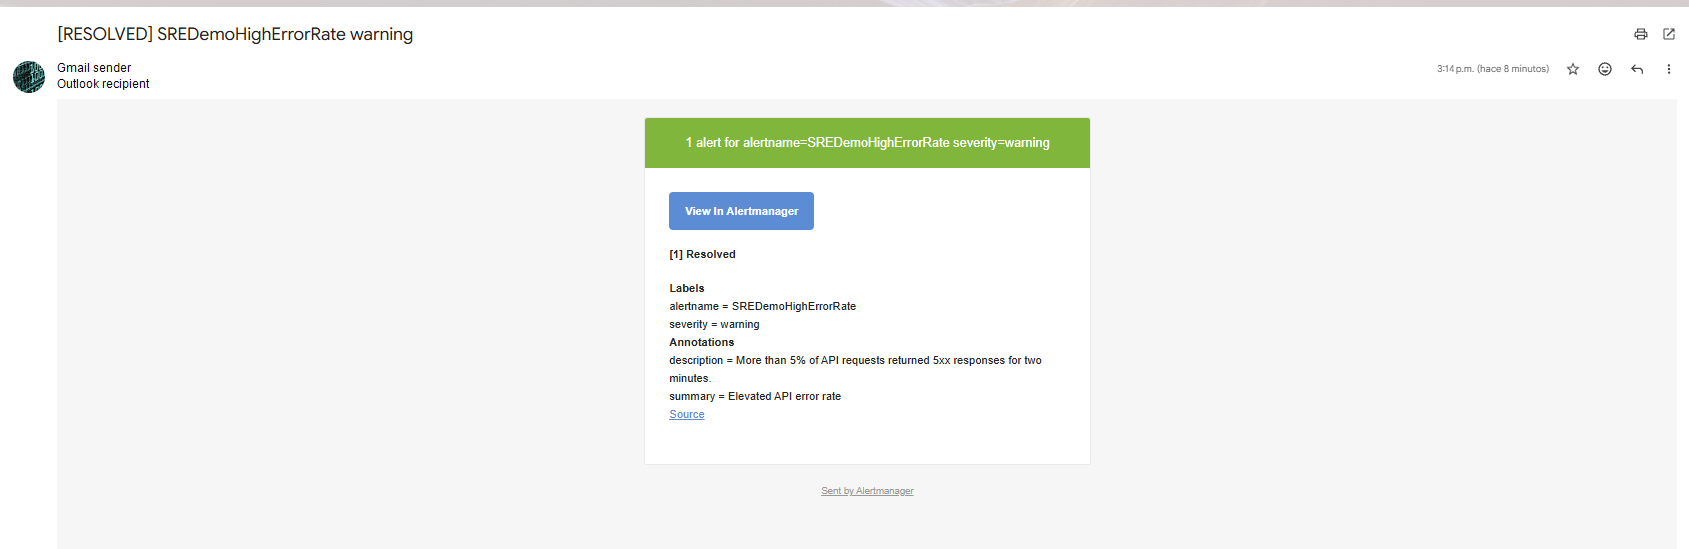 [RESOLVED] SREDemoHighErrorRate warning
Gmail sender
3:14 p.m. (hace 8 minutos)
Outlook recipient
1 alert for alertname=SREDemoHighErrorRate severity=warning
View In Alertmanager
[1] Resolved
Labels
alertname = SREDemoHighErrorRate
severity = warning
Annotations
description = More than 5% of API requests returned 5xx responses for two
minutes.
summary = Elevated API error rate
Source
Sent by Alertmanager